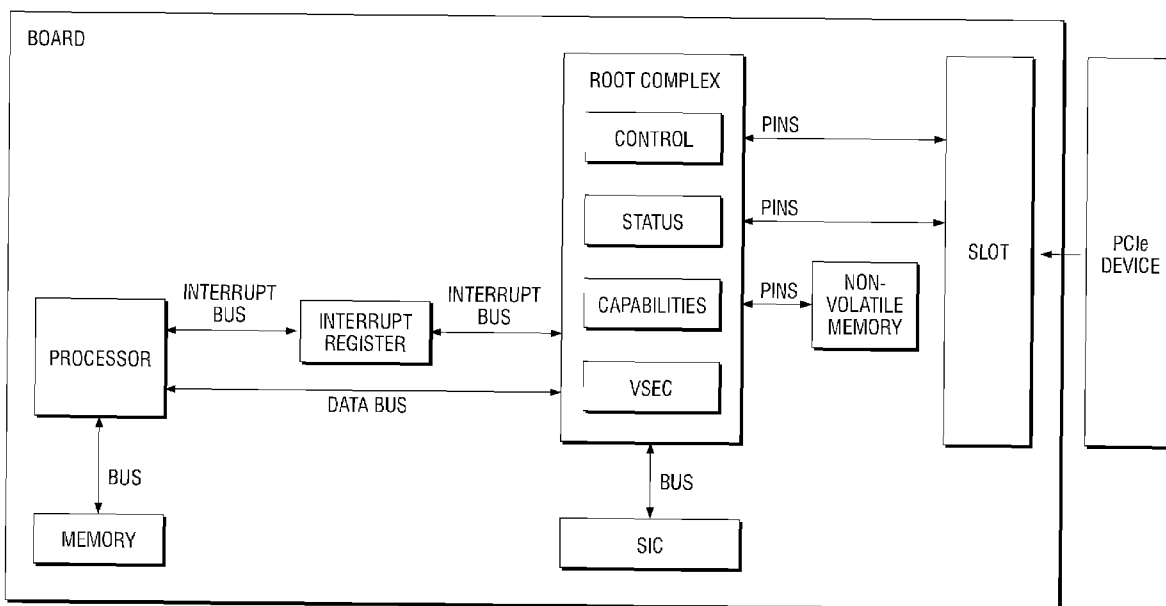 BOARD
ROOT COMPLEX
CONTROL
STATUS
CAPABILITIES
VSEC
PINS
PINS
PINS
SLOT
PCIe
DEVICE
NON-
VOLATILE
MEMORY
INTERRUPT
BUS
INTERRUPT
REGISTER
INTERRUPT
BUS
PROCESSOR
DATA BUS
BUS
MEMORY
BUS
SIC